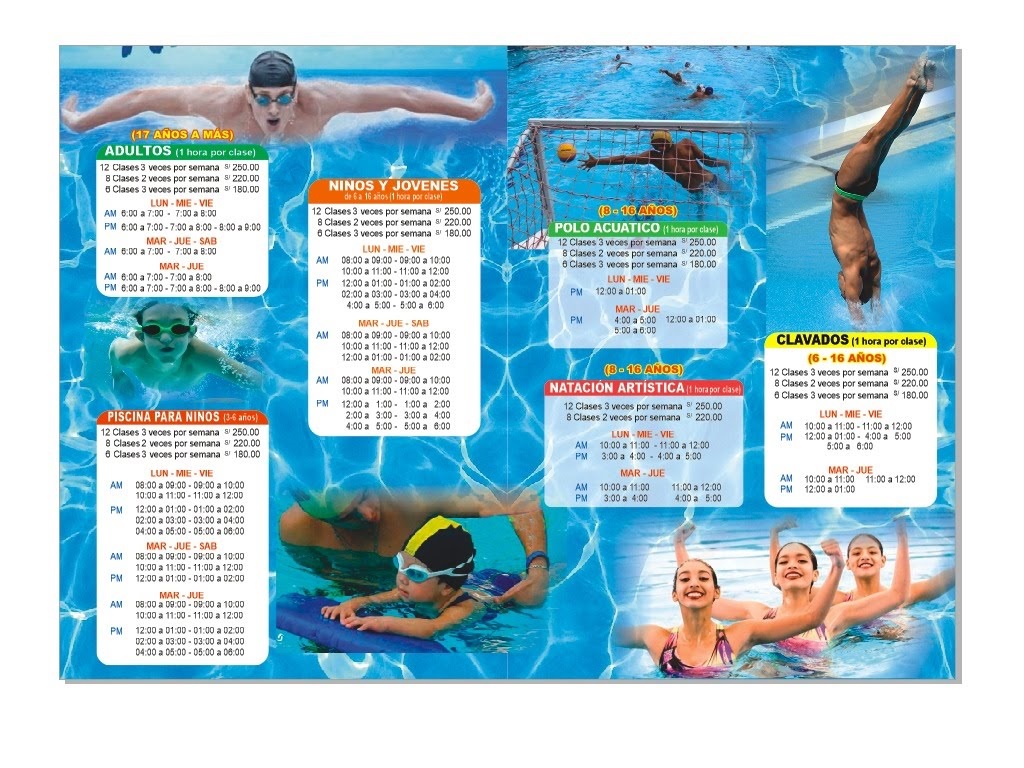 (17 AÑOS A MÁS)
ADULTOS (1 hora por clase)
12 Clases 3 veces por semana S/ 250.00
8 Clases 2 veces por semana S/ 220.00
6 Clases 3 veces por semana S/ 180.00
LUN - MIE - VIE
AM 6:00 a 7:00 - 7:00 a 8:00
PM 6:00 a 7:00 - 7:00 a 8:00 - 8:00 a 9:00
MAR - JUE - SAB
AM 6:00 a 7:00 - 7:00 a 8:00
MAR - JUE
AM 6:00 a 7:00 - 7:00 a 8:00
PM 6:00 a 7:00 - 7:00 a 8:00 - 8:00 a 9:00
PISCINA PARA NIÑOS (3-6 años)
12 Clases 3 veces por semana S/ 250.00
8 Clases 2 veces por semana S/ 220.00
6 Clases 3 veces por semana S/ 180.00
LUN - MIE - VIE
AM 08:00 a 09:00 - 09:00 a 10:00
10:00 a 11:00 - 11:00 a 12:00
PM 12:00 a 01:00 - 01:00 a 02:00
02:00 a 03:00 - 03:00 a 04:00
04:00 a 05:00 - 05:00 a 06:00
MAR - JUE - SAB
AM 08:00 a 09:00 - 09:00 a 10:00
10:00 a 11:00 - 11:00 a 12:00
PM 12:00 a 01:00 - 01:00 a 02:00
MAR - JUE
AM 08:00 a 09:00 - 09:00 a 10:00
10:00 a 11:00 - 11:00 a 12:00
PM 12:00 a 01:00 - 01:00 a 02:00
02:00 a 03:00 - 03:00 a 04:00
04:00 a 05:00 - 05:00 a 06:00
NIÑOS Y JOVENES
de 6 a 16 años (1 hora por clase)
12 Clases 3 veces por semana S/ 250.00
8 Clases 2 veces por semana S/ 220.00
6 Clases 3 veces por semana S/ 180.00
LUN - MIE - VIE
AM 08:00 a 09:00 - 09:00 a 10:00
10:00 a 11:00 - 11:00 a 12:00
PM 12:00 a 01:00 - 01:00 a 02:00
02:00 a 03:00 - 03:00 a 04:00
4:00 a 5:00 - 5:00 a 6:00
MAR - JUE - SAB
AM 08:00 a 09:00 - 09:00 a 10:00
10:00 a 11:00 - 11:00 a 12:00
12:00 a 01:00 - 01:00 a 02:00
MAR - JUE
AM 08:00 a 09:00 - 09:00 a 10:00
10:00 a 11:00 - 11:00 a 12:00
PM 12:00 a 1:00 - 1:00 a 2:00
2:00 a 3:00 - 3:00 a 4:00
4:00 a 5:00 - 5:00 a 6:00
(8 - 16 AÑOS)
POLO ACUATICO (1 hora por clase)
12 Clases 3 veces por semana S/ 250.00
8 Clases 2 veces por semana S/ 220.00
6 Clases 3 veces por semana S/ 180.00
LUN - MIE - VIE
PM 12:00 a 01:00
MAR - JUE
PM 4:00 a 5:00 12:00 a 01:00
5:00 a 6:00
(8 - 16 AÑOS)
NATACIÓN ARTÍSTICA (1 hora por clase)
12 Clases 3 veces por semana S/ 250.00
8 Clases 2 veces por semana S/ 220.00
LUN - MIE - VIE
AM 10:00 a 11:00 - 11:00 a 12:00
PM 3:00 a 4:00 - 4:00 a 5:00
MAR - JUE
AM 10:00 a 11:00 11:00 a 12:00
PM 3:00 a 4:00 4:00 a 5:00
CLAVADOS (1 hora por clase)
(6 - 16 AÑOS)
12 Clases 3 veces por semana S/ 250.00
8 Clases 2 veces por semana S/ 220.00
6 Clases 3 veces por semana S/ 180.00
LUN - MIE - VIE
AM 10:00 a 11:00 - 11:00 a 12:00
PM 12:00 a 01:00 - 4:00 a 5:00
5:00 a 6:00
MAR - JUE
AM 10:00 a 11:00 11:00 a 12:00
PM 12:00 a 01:00